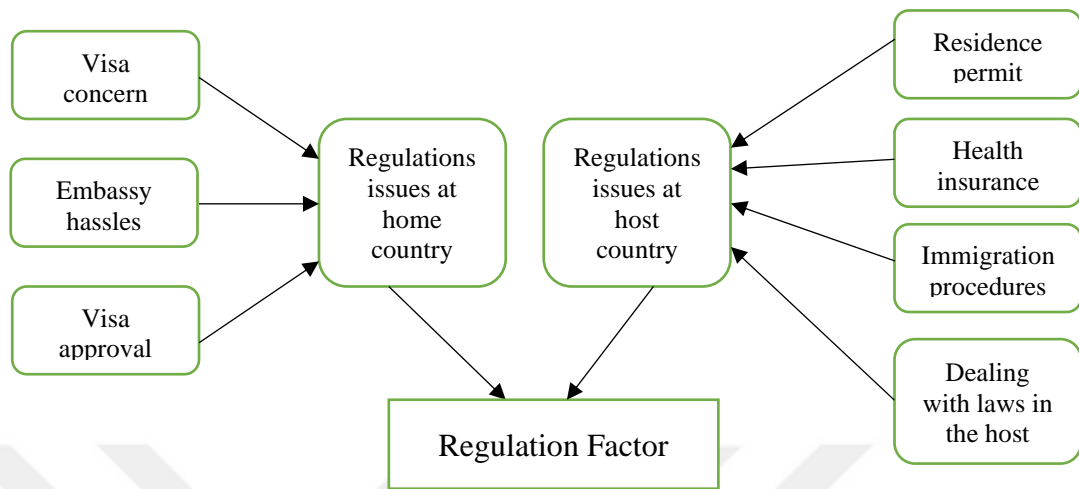 Visa
concern
Embassy
hassles
Visa
approval
Regulations
issues at
home
country
Regulations
issues at
host
country
Residence
permit
Health
insurance
Immigration
procedures
Dealing
with laws in
the host
Regulation Factor